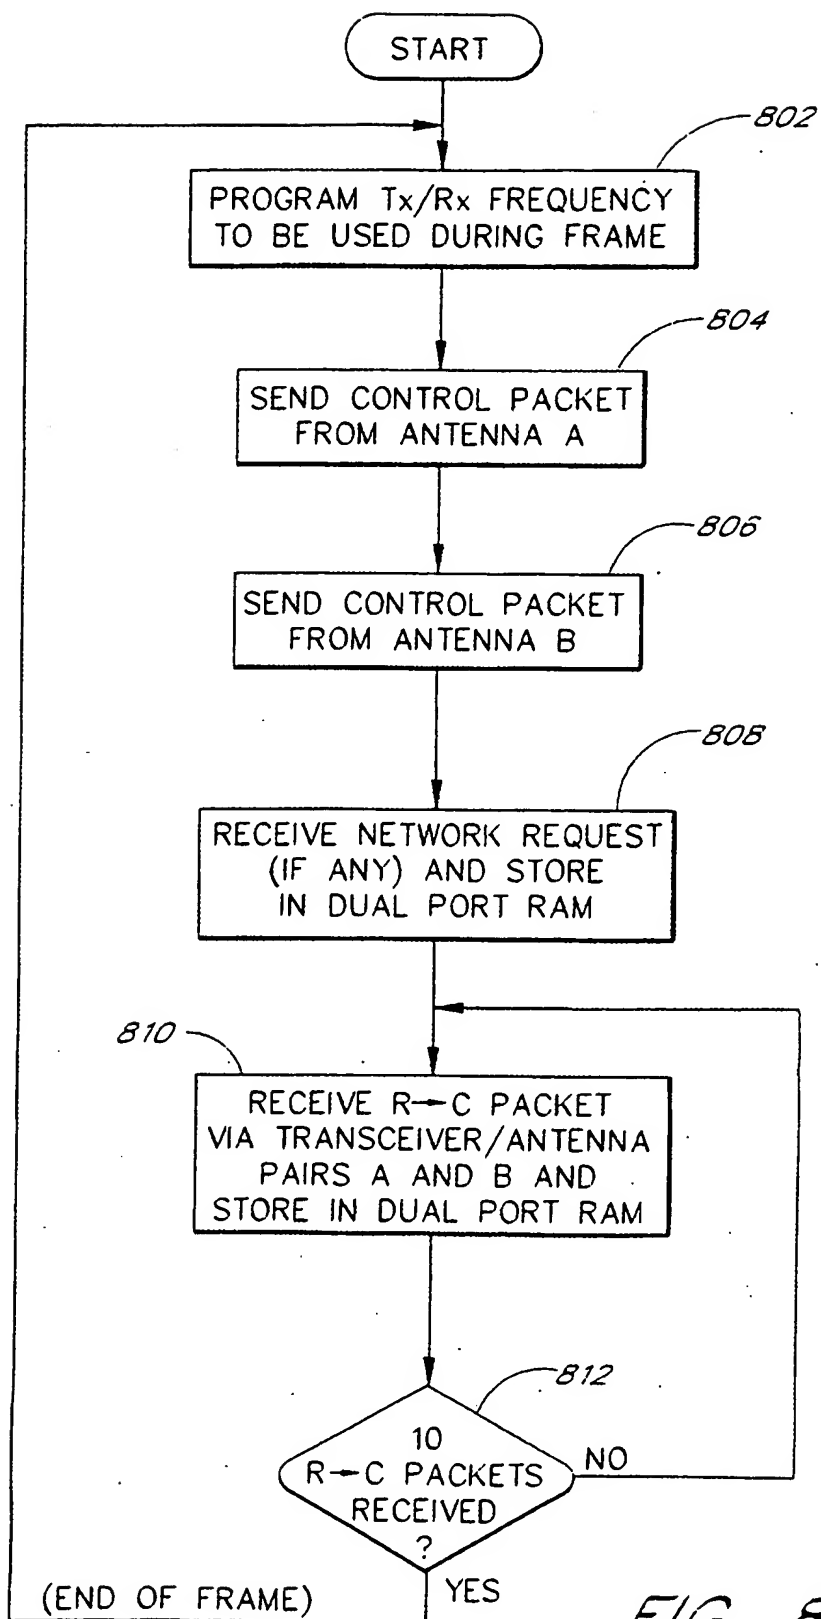 START
802
PROGRAM Tx/Rx FREQUENCY
TO BE USED DURING FRAME
804
SEND CONTROL PACKET
FROM ANTENNA A
806
SEND CONTROL PACKET
FROM ANTENNA B
808
RECEIVE NETWORK REQUEST
(IF ANY) AND STORE
IN DUAL PORT RAM
810
RECEIVE R→C PACKET
VIA TRANSCEIVER/ANTENNA
PAIRS A AND B AND
STORE IN DUAL PORT RAM
812
10
R→C PACKETS
RECEIVED
?
NO
YES
(END OF FRAME)
FIG. 8